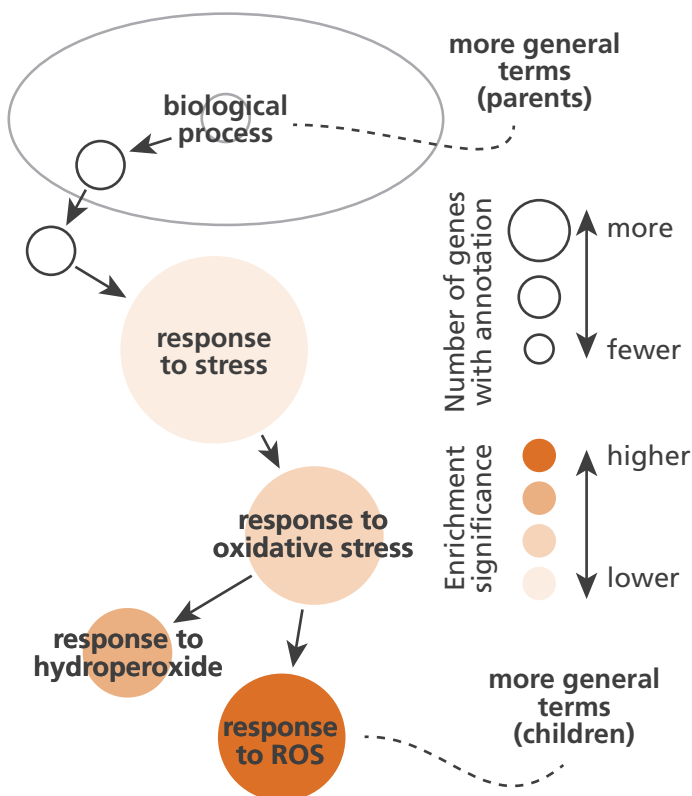 more general
terms
(parents)
biological
process
Number of genes
with annotation
more
fewer
response
to stress
Enrichment
significance
higher
lower
response to
oxidative stress
response to
hydroperoxide
response
to ROS
more general
terms
(children)